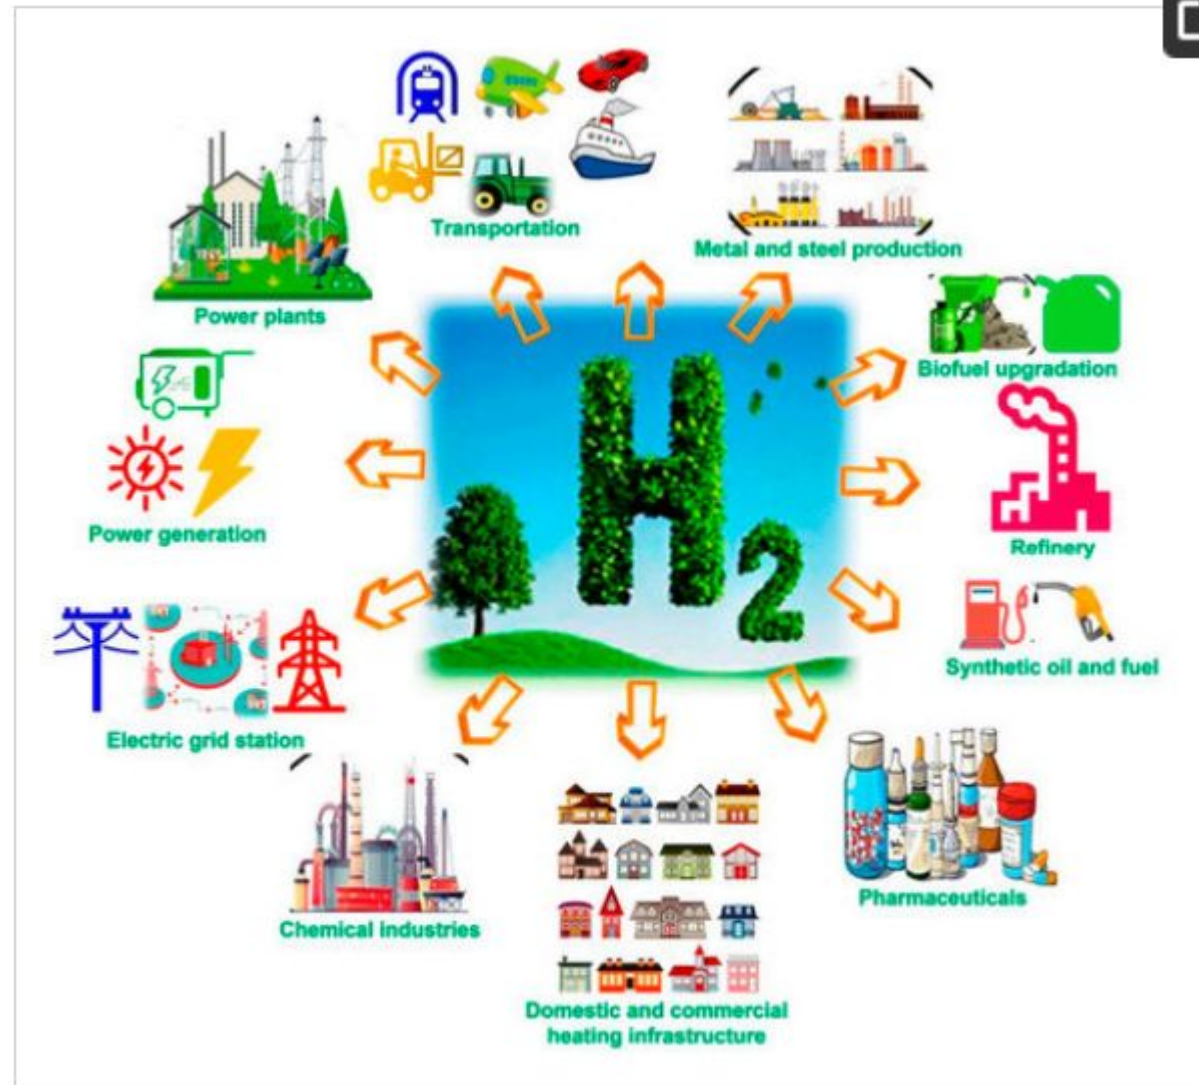 Transportation
Metal and steel production
Power plants
Biofuel upgradation
Power generation
Refinery
Synthetic oil and fuel
Electric grid station
Pharmaceuticals
Chemical industries
Domestic and commercial
heating infrastructure
H2